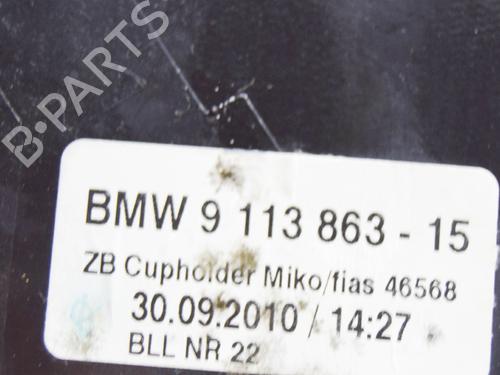 B-PARTS
BMW 9 113 863 - 15
ZB Cupholder Miko/fias 46568
30.09.2010 / 14:27
BLL NR 22